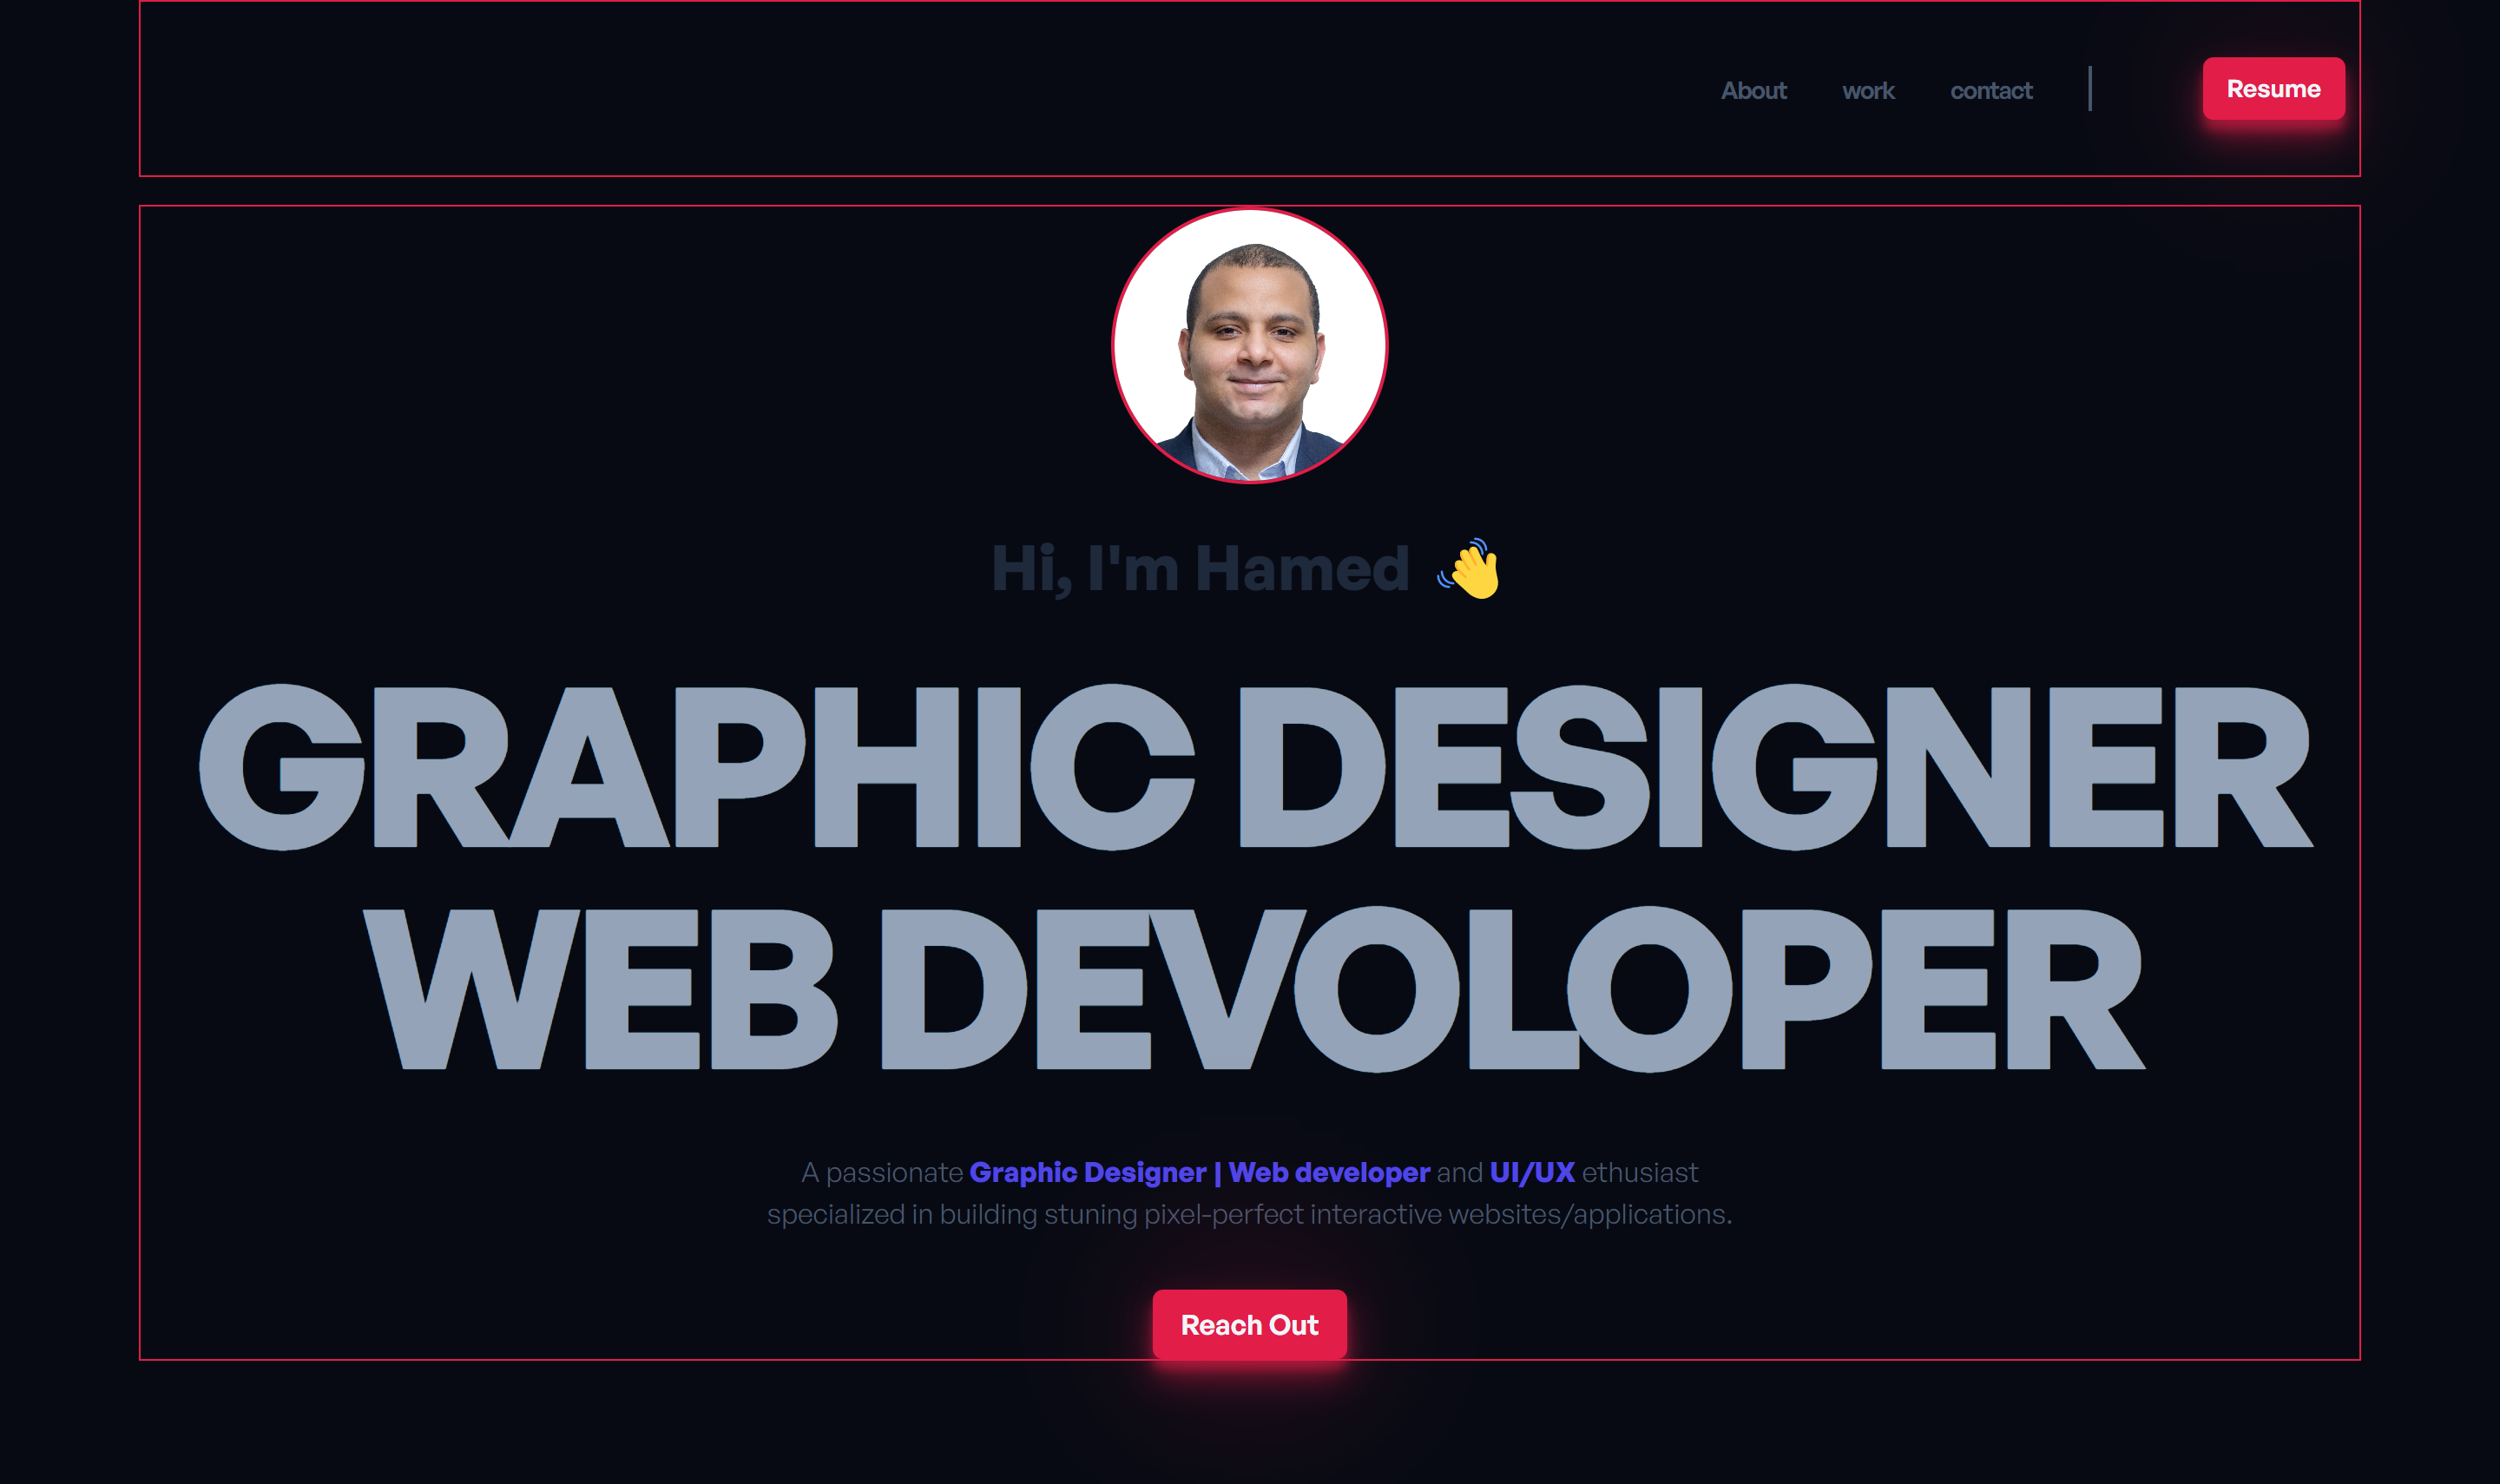 About work contact Resume
Hi, I'm Hamed
GRAPHIC DESIGNER
WEB DEVOLOPER
A passionate Graphic Designer | Web developer and UI/UX ethusiast
specialized in building stuning pixel-perfect interactive websites/applications.
Reach Out